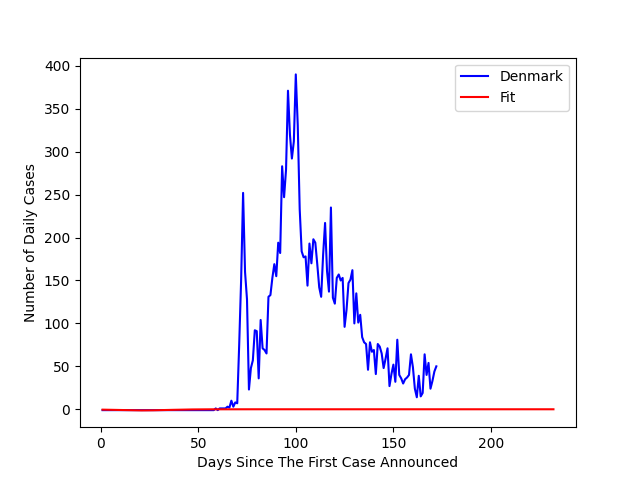 Denmark
Fit
400
350
300
250
200
150
100
50
0
Number of Daily Cases
0 50 100 150 200
Days Since The First Case Announced